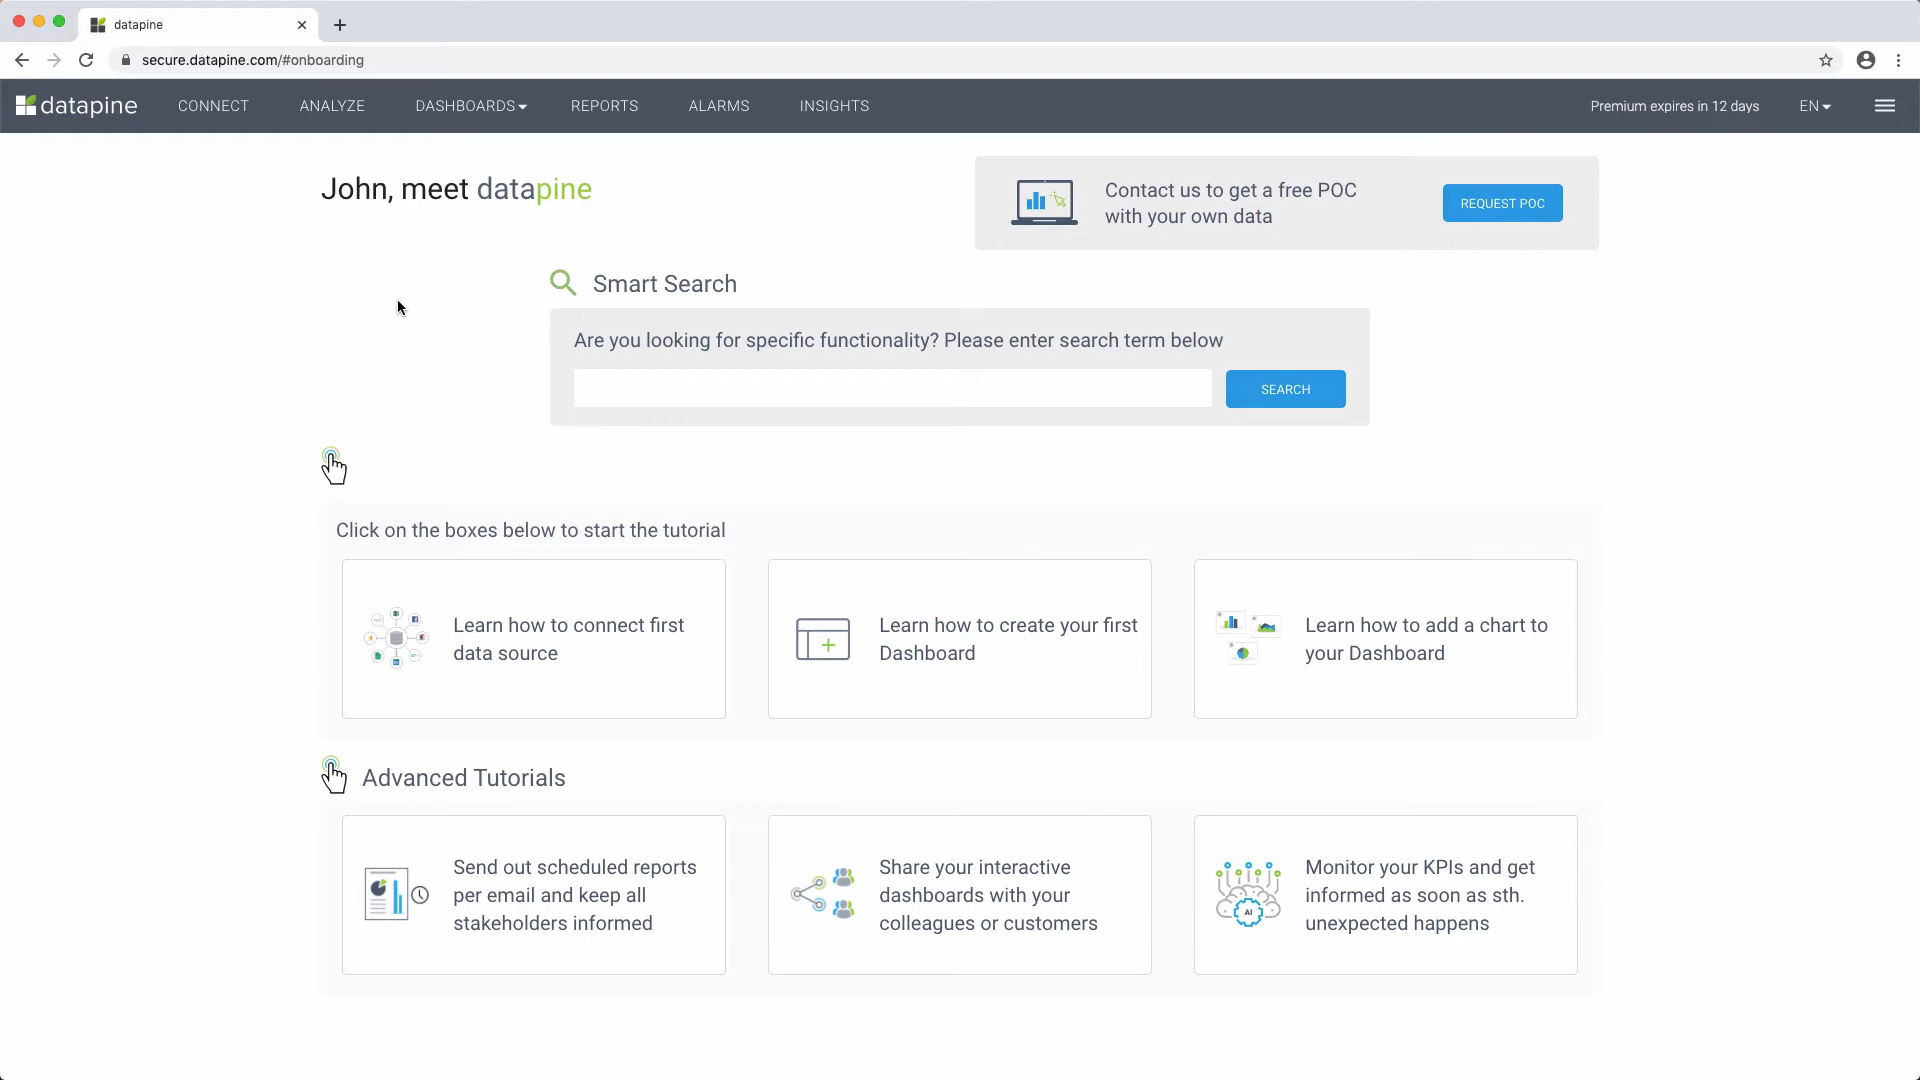 datapine
secure.datapine.com/#onboarding
datapine CONNECT ANALYZE DASHBOARDS REPORTS ALARMS INSIGHTS Premium expires in 12 days EN
John, meet datapine
Contact us to get a free POC
with your own data
REQUEST POC
Smart Search
Are you looking for specific functionality? Please enter search term below
SEARCH
Click on the boxes below to start the tutorial
Learn how to connect first
data source
Learn how to create your first
Dashboard
Learn how to add a chart to
your Dashboard
Advanced Tutorials
Send out scheduled reports
per email and keep all
stakeholders informed
Share your interactive
dashboards with your
colleagues or customers
AI
Monitor your KPIs and get
informed as soon as sth.
unexpected happens